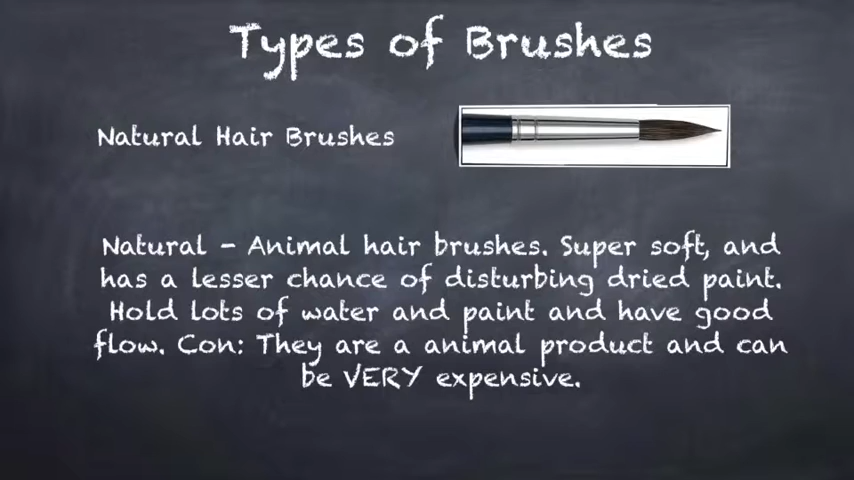 Types of Brushes
Natural Hair Brushes
Natural - Animal hair brushes. Super soft, and
has a lesser chance of disturbing dried paint.
Hold lots of water and paint and have good
flow. Con: They are a animal product and can
be VERY expensive.